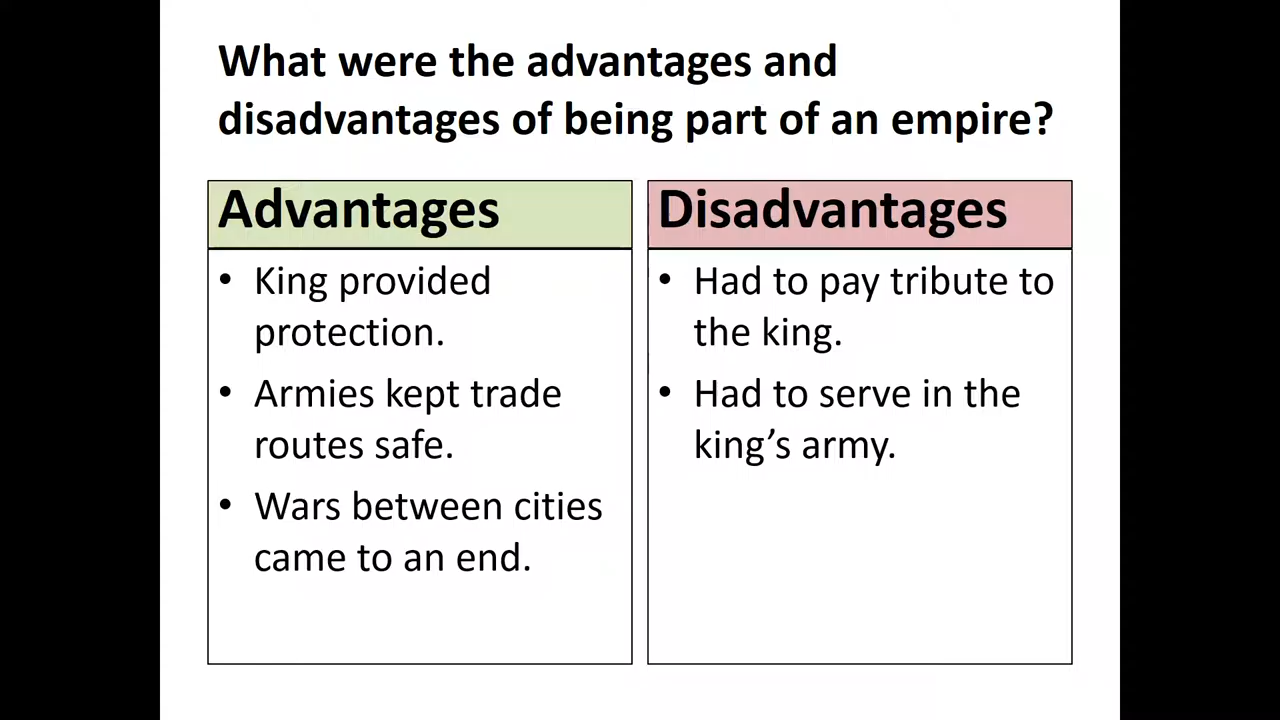 What were the advantages and
disadvantages of being part of an empire?
Advantages
• King provided
protection.
• Armies kept trade
routes safe.
• Wars between cities
came to an end.
Disadvantages
• Had to pay tribute to
the king.
• Had to serve in the
king’s army.